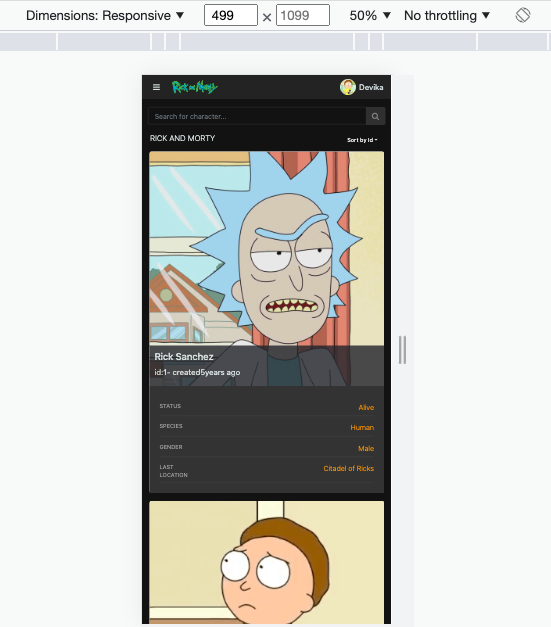 Dimensions: Responsive ▼ 499 × 1099 50% ▼ No throttling ▼
Rick and Morty Devika
Search for character...
RICK AND MORTY Sort by id
Rick Sanchez
id:1- created5years ago
STATUS Alive
SPECIES Human
GENDER Male
LAST
LOCATION Citadel of Ricks